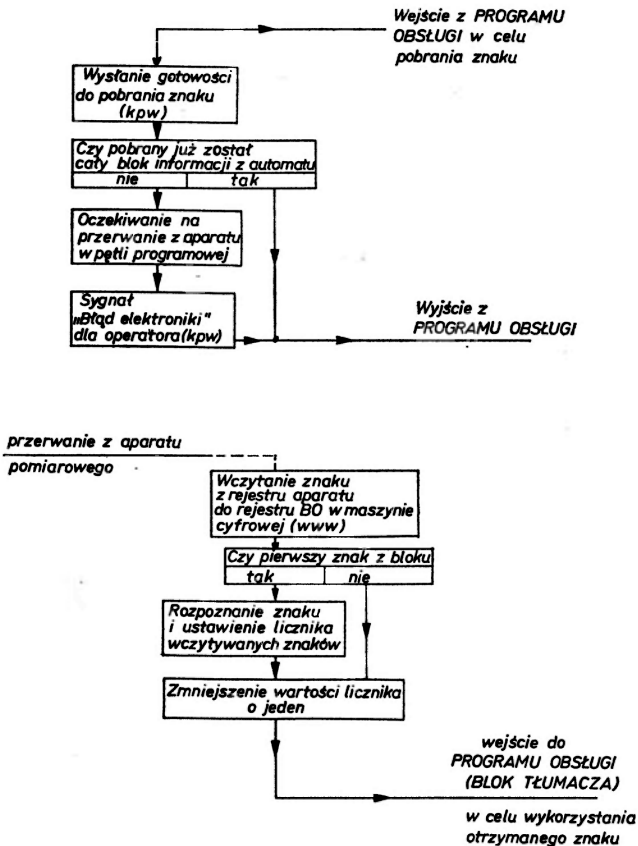 Wejście z PROGRAMU
OBSŁUGI w celu
pobrania znaku
Wysłanie gotowości
do pobrania znaku
(kpw)
Czy pobrany już został
cały blok informacji z automatu
nie tak
Oczekiwanie na
przerwanie z aparatu
w pętli programowej
Sygnał
„Błąd elektroniki"
dla operatora (kpw)
Wyjście z
PROGRAMU OBSŁUGI
przerwanie z aparatu
pomiarowego
Wczytanie znaku
z rejestru aparatu
do rejestru BO w maszynie
cyfrowej (www)
Czy pierwszy znak z bloku
tak nie
Rozpoznanie znaku
i ustawienie licznika
wczytywanych znaków
Zmniejszenie wartości licznika
o jeden
wejście do
PROGRAMU OBSŁUGI
(BLOK TŁUMACZA)
w celu wykorzystania
otrzymanego znaku